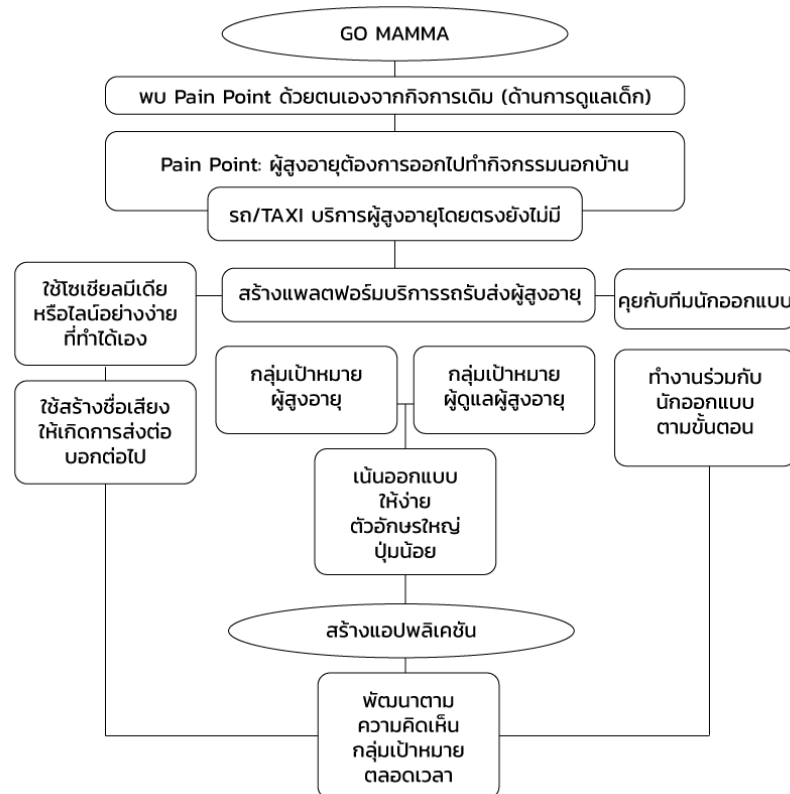 GO MAMMA
พบ Pain Point ด้วยตนเองจากกิจการเดิม (ด้านการดูแลเด็ก)
Pain Point: ผู้สูงอายุต้องการออกไปทำกิจกรรมนอกบ้าน
รถ/TAXI บริการผู้สูงอายุโดยตรงยังไม่มี
ใช้โซเชียลมีเดีย
หรือไลน์อย่างง่าย
ที่ทำได้เอง
สร้างแพลตฟอร์มบริการรถรับส่งผู้สูงอายุ
คุยกับทีมนักออกแบบ
ใช้สร้างชื่อเสียง
ให้เกิดการส่งต่อ
บอกต่อไป
กลุ่มเป้าหมาย
ผู้สูงอายุ
กลุ่มเป้าหมาย
ผู้ดูแลผู้สูงอายุ
ทำงานร่วมกับ
นักออกแบบ
ตามขั้นตอน
เน้นออกแบบ
ให้ง่าย
ตัวอักษรใหญ่
ปุ่มน้อย
สร้างแอปพลิเคชัน
พัฒนาตาม
ความคิดเห็น
กลุ่มเป้าหมาย
ตลอดเวลา